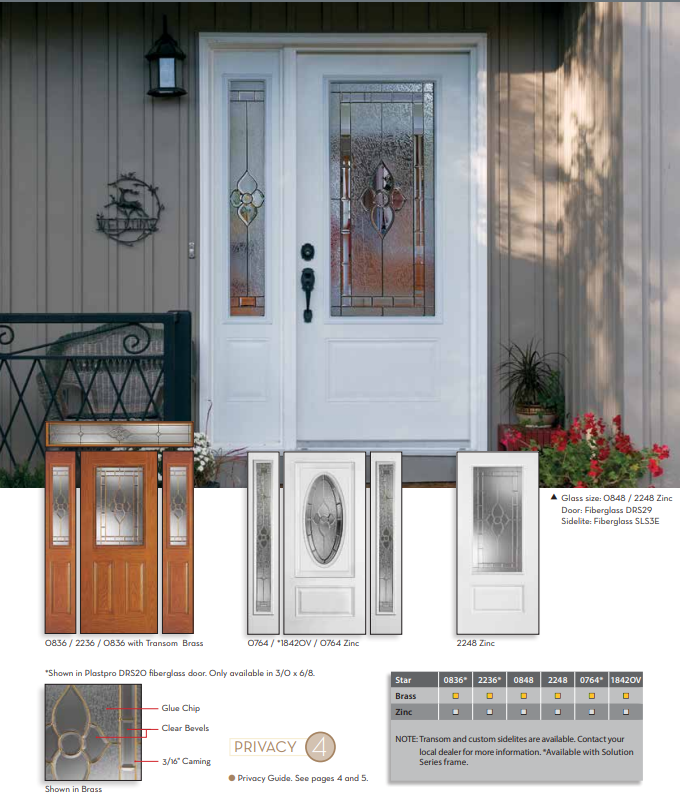 WELCOME
▲ Glass size: 0848 / 2248 Zinc
Door: Fiberglass DRS29
Sidelite: Fiberglass SLS3E
0836 / 2236 / 0836 with Transom Brass
0764 / *1842OV / 0764 Zinc
2248 Zinc
*Shown in Plastpro DRS20 fiberglass door. Only available in 3/0 x 6/8.
Glue Chip
Clear Bevels
3/16" Caming
Shown in Brass
PRIVACY 4
Privacy Guide. See pages 4 and 5.
Star 0836* 2236* 0848 2248 0764* 1842OV
Brass
Zinc
NOTE: Transom and custom sidelites are available. Contact your
local dealer for more information. *Available with Solution
Series frame.